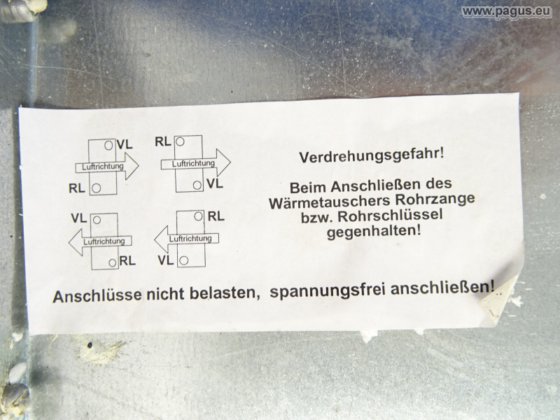 www.pagus.eu
VL
Luftrichtung
RL
RL
Luftrichtung
VL
VL
Luftrichtung
RL
RL
Luftrichtung
VL
Verdrehungsgefahr!
Beim Anschließen des
Wärmetauschers Rohrzange
bzw. Rohrschlüssel
gegenhalten!
Anschlüsse nicht belasten, spannungsfrei anschließen!